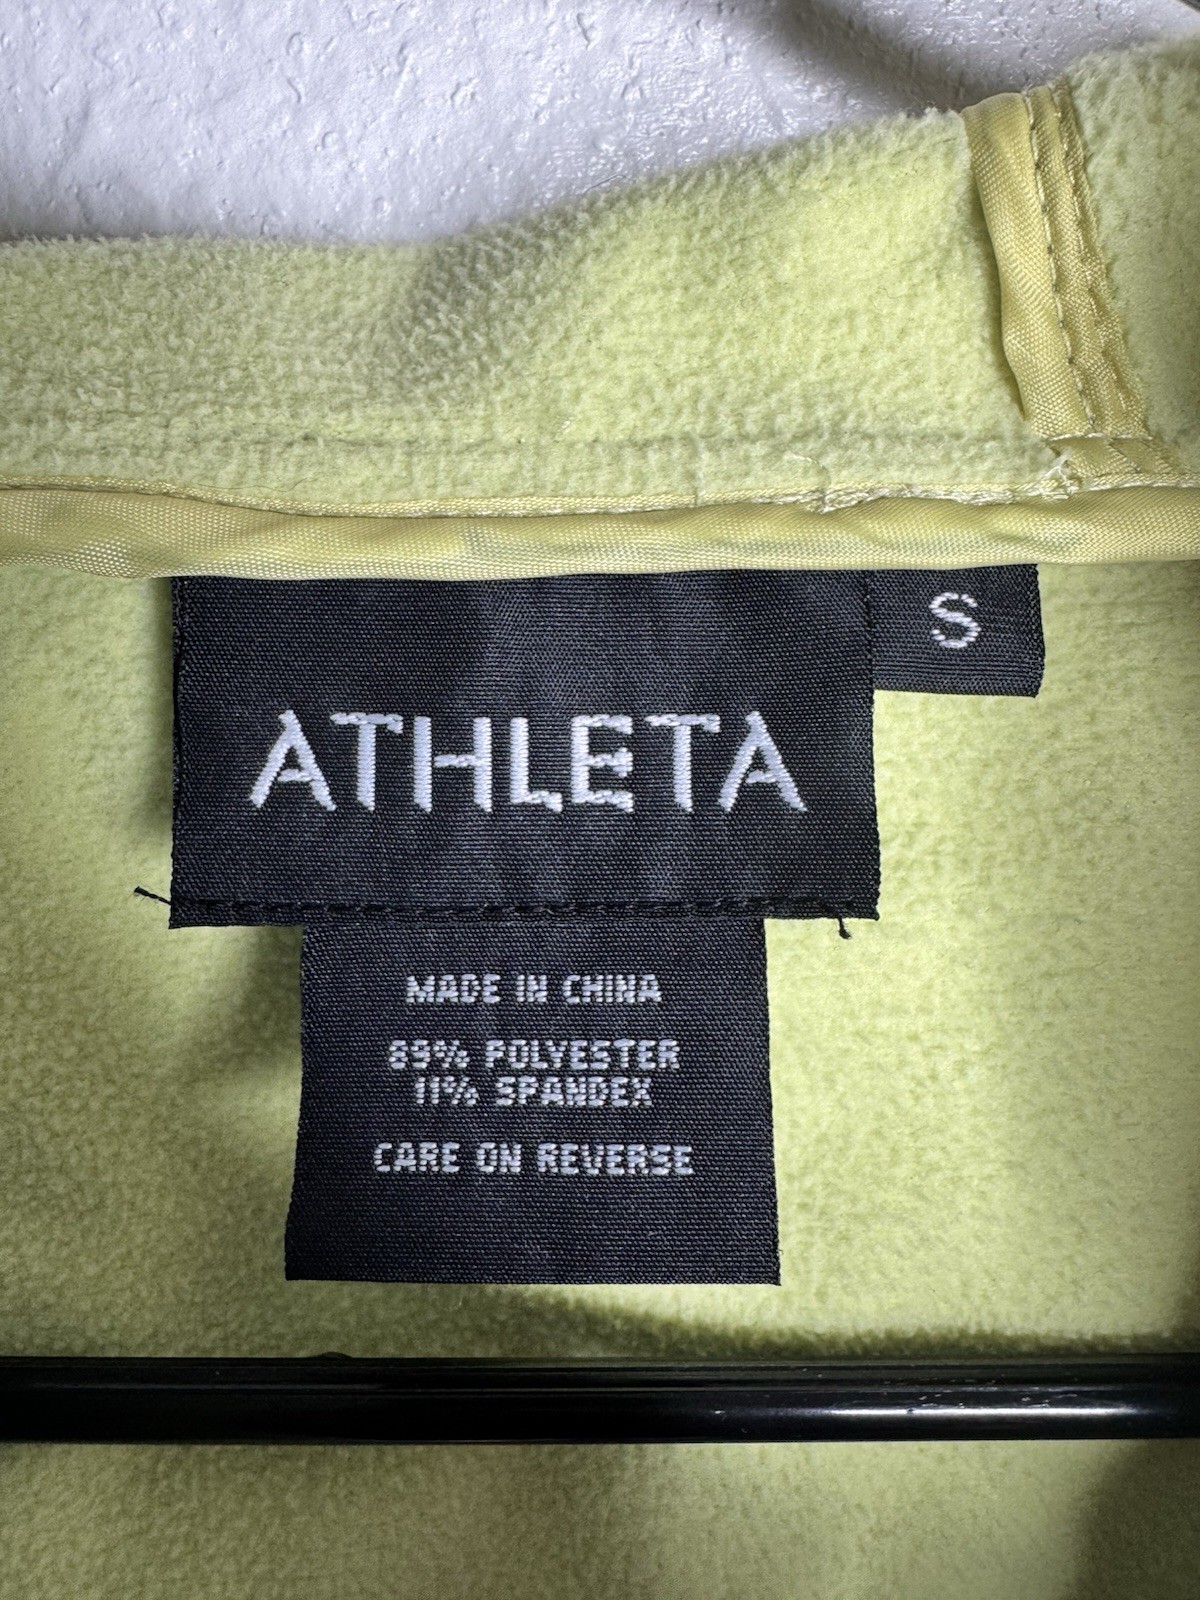 ATHLETA
S
MADE IN CHINA
89% POLYESTER
11% SPANDEX
CARE ON REVERSE